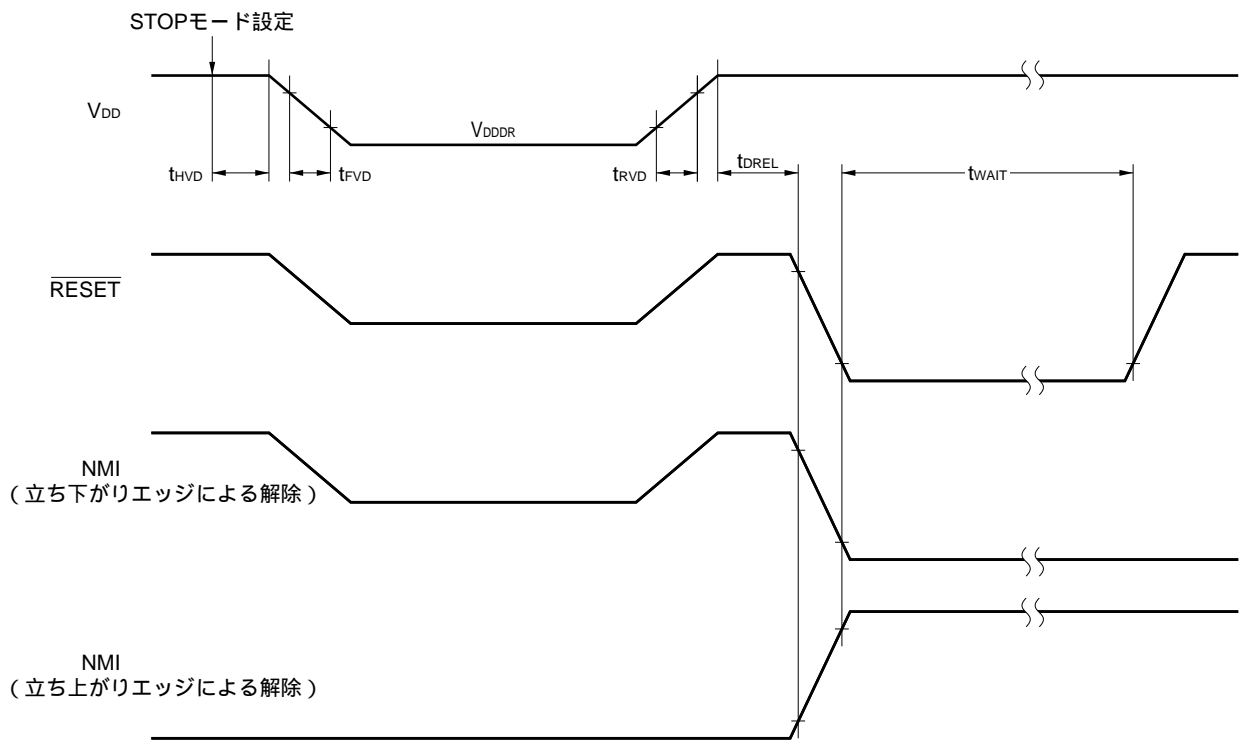 STOPモード設定
VDD
VDDDR
tHVD
tFVD
tRVD
tDREL
tWAIT
RESET
NMI
(立ち下がりエッジによる解除)
NMI
(立ち上がりエッジによる解除)